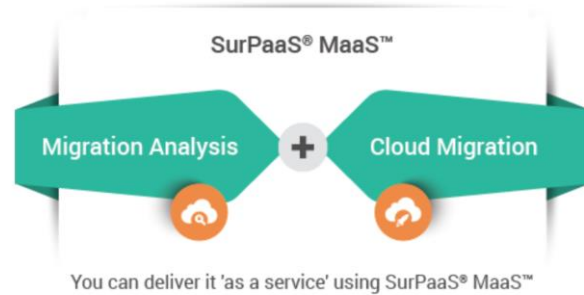 SurPaaS® MaaS™
Migration Analysis + Cloud Migration
You can deliver it 'as a service' using SurPaaS® MaaS™